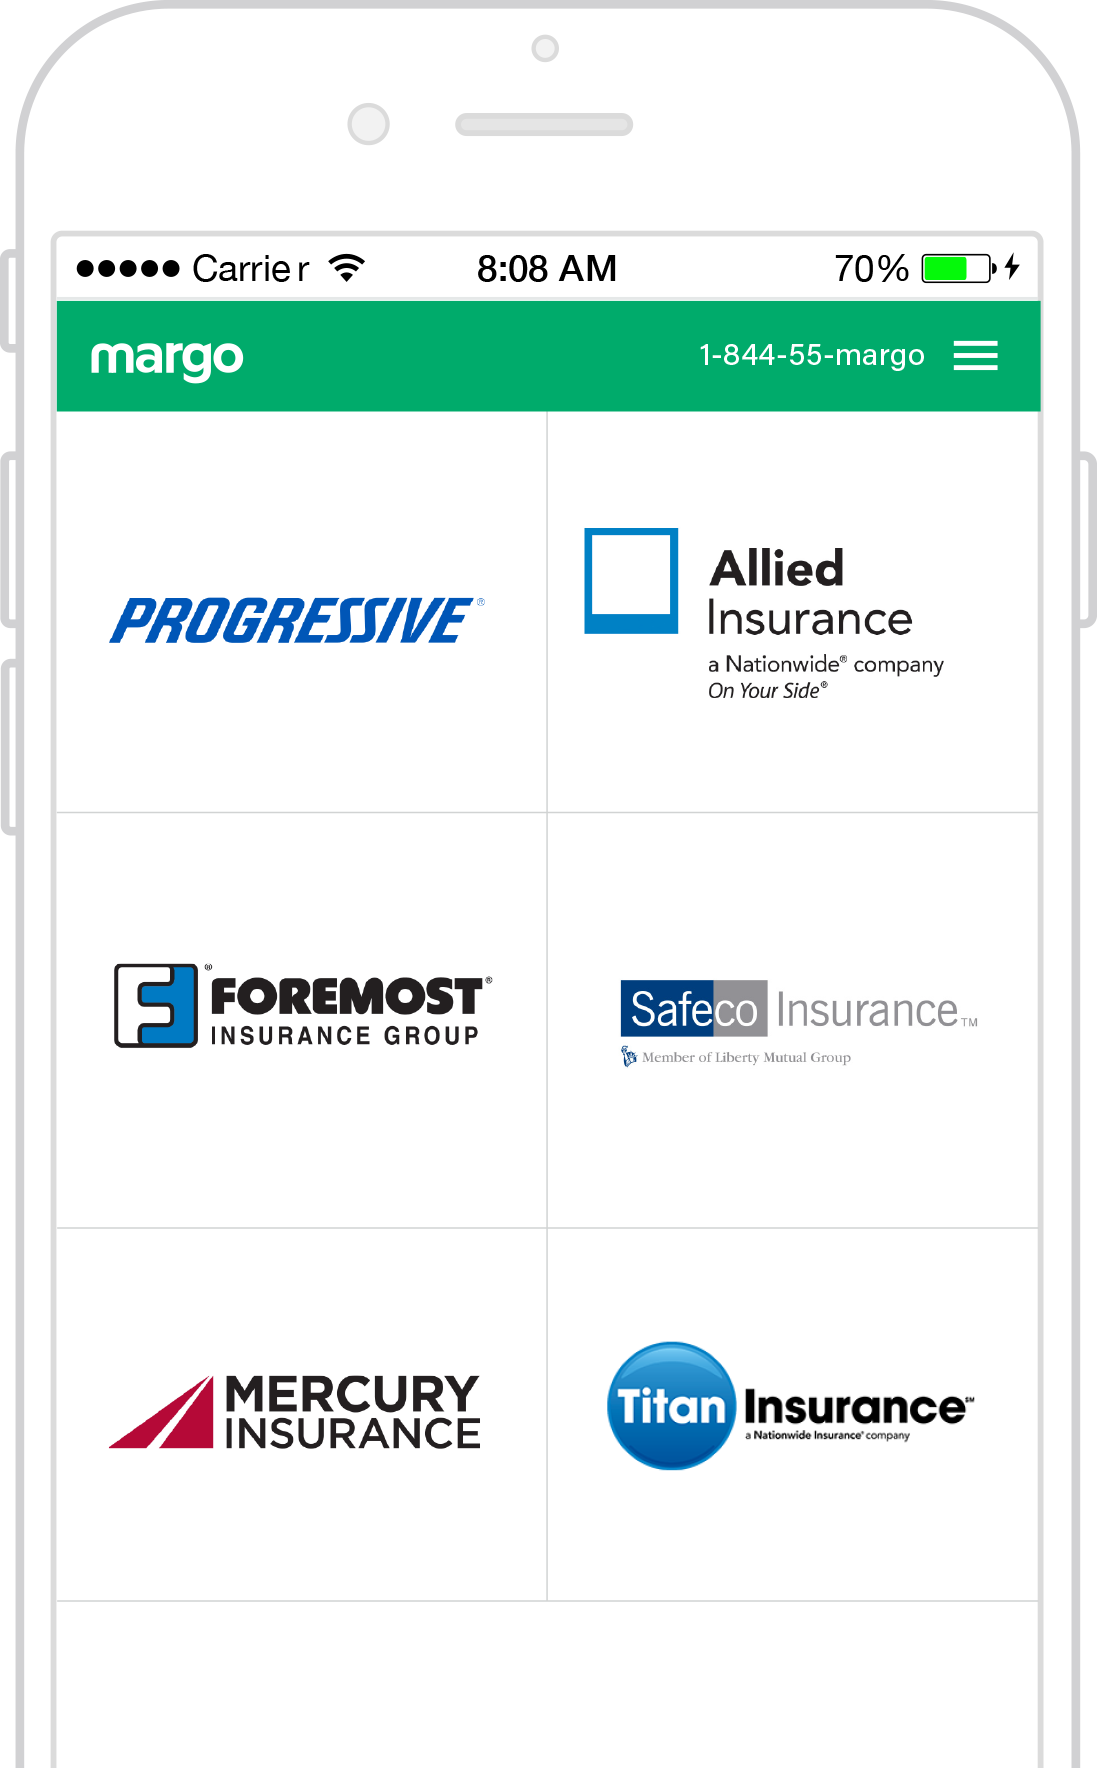 Carrier 8:08 AM 70%
margo 1-844-55-margo
PROGRESSIVE®
Allied
Insurance
a Nationwide® company
On Your Side®
FOREMOST®
INSURANCE GROUP
Safeco Insurance™
Member of Liberty Mutual Group
MERCURY
INSURANCE
Titan Insurance℠
a Nationwide Insurance® company